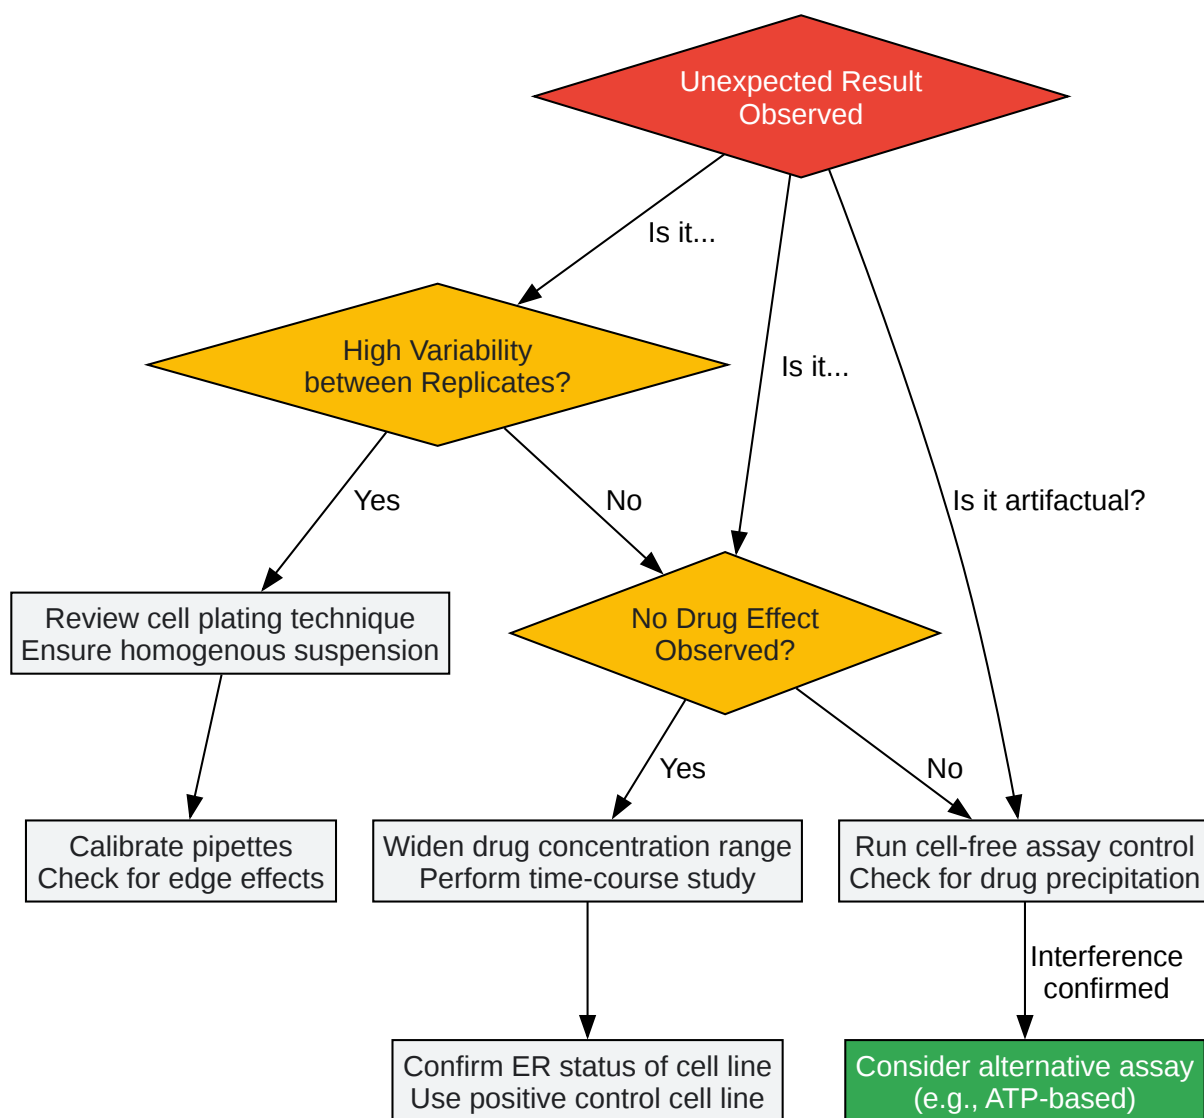 Unexpected Result
Observed
Is it...
High Variability
between Replicates?
Is it...
Yes
No
Is it artifactual?
Review cell plating technique
Ensure homogenous suspension
No Drug Effect
Observed?
Yes
No
Calibrate pipettes
Check for edge effects
Widen drug concentration range
Perform time-course study
Run cell-free assay control
Check for drug precipitation
Interference
confirmed
Confirm ER status of cell line
Use positive control cell line
Consider alternative assay
(e.g., ATP-based)